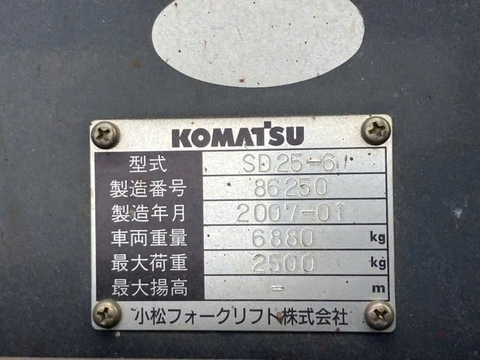 KOMATSU
型式 SD25-6
製造番号 86250
製造年月 2007-01
車両重量 6880 kg
最大荷重 2500 kg
最大揚高 - m
小松フォークリフト株式会社